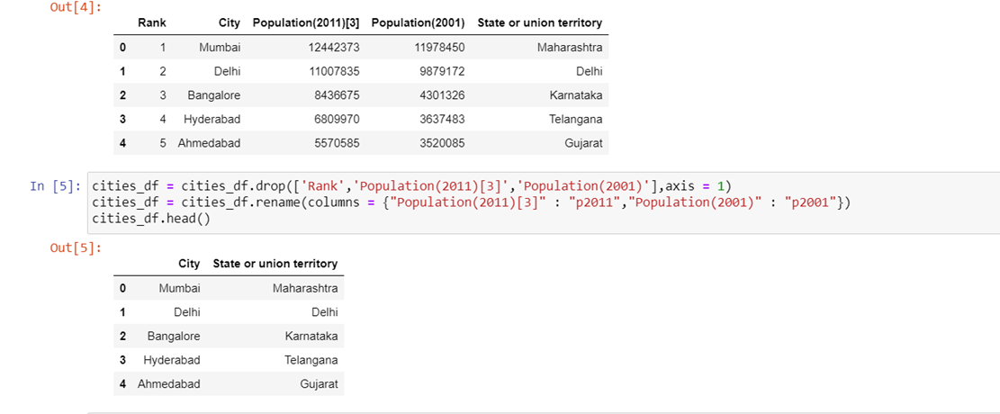 Out[4]:
Rank City Population(2011)[3] Population(2001) State or union territory
0 1 Mumbai 12442373 11978450 Maharashtra
1 2 Delhi 11007835 9879172 Delhi
2 3 Bangalore 8436675 4301326 Karnataka
3 4 Hyderabad 6809970 3637483 Telangana
4 5 Ahmedabad 5570585 3520085 Gujarat
In [5]: cities_df = cities_df.drop(['Rank','Population(2011)[3]','Population(2001)'],axis = 1)
cities_df = cities_df.rename(columns = {"Population(2011)[3]" : "p2011","Population(2001)" : "p2001"})
cities_df.head()
Out[5]:
City State or union territory
0 Mumbai Maharashtra
1 Delhi Delhi
2 Bangalore Karnataka
3 Hyderabad Telangana
4 Ahmedabad Gujarat